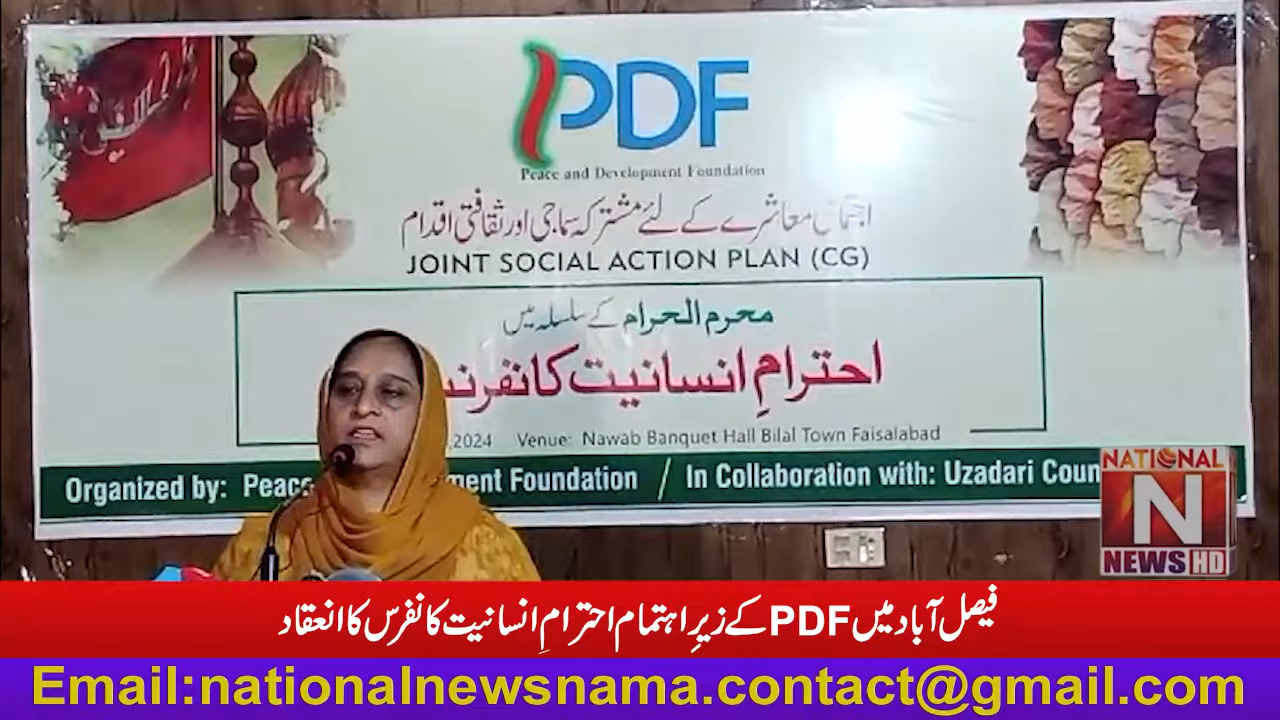 PDF
Peace and Development Foundation
اجتماعی معاشرے کے لئے مشترکہ سماجی اور ثقافتی اقدام
JOINT SOCIAL ACTION PLAN (CG)
محرم الحرام کے سلسلہ میں
احترامِ انسانیت کانفرنس
,2024 Venue: Nawab Banquet Hall Bilal Town Faisalabad
Organized by: Peace ment Foundation / In Collaboration with: Uzadari Coun
NATIONAL
N
NEWS HD
فیصل آباد میں PDF کے زیرِ اہتمام احترامِ انسانیت کانفرس کا انعقاد
Email:nationalnewsnama.contact@gmail.com